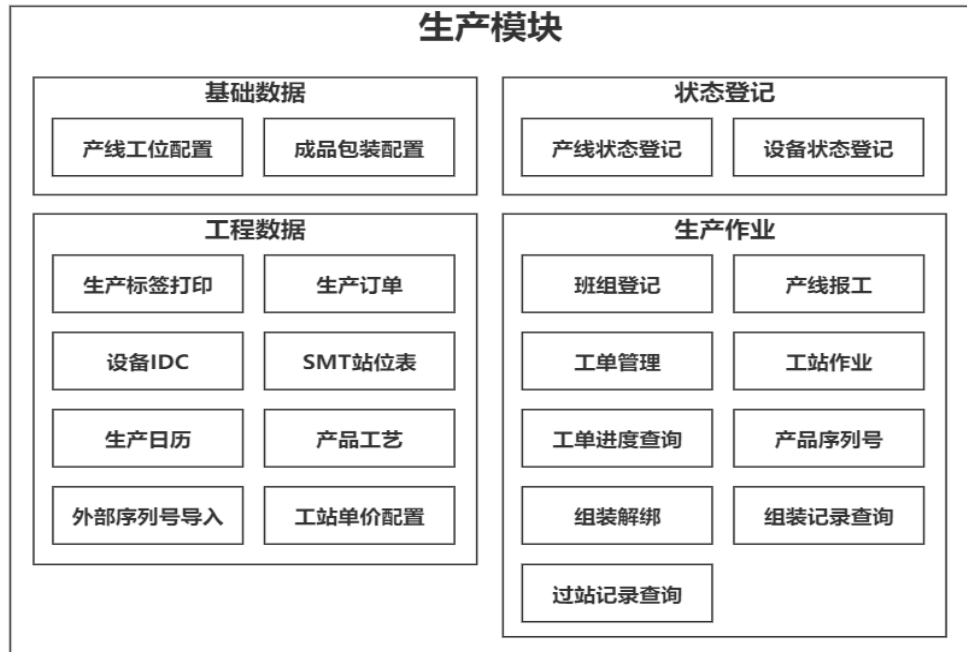 生产模块
基础数据
产线工位配置
成品包装配置
状态登记
产线状态登记
设备状态登记
工程数据
生产标签打印
生产订单
设备IDC
SMT站位表
生产日历
产品工艺
外部序列号导入
工站单价配置
生产作业
班组登记
产线报工
工单管理
工站作业
工单进度查询
产品序列号
组装解绑
组装记录查询
过站记录查询